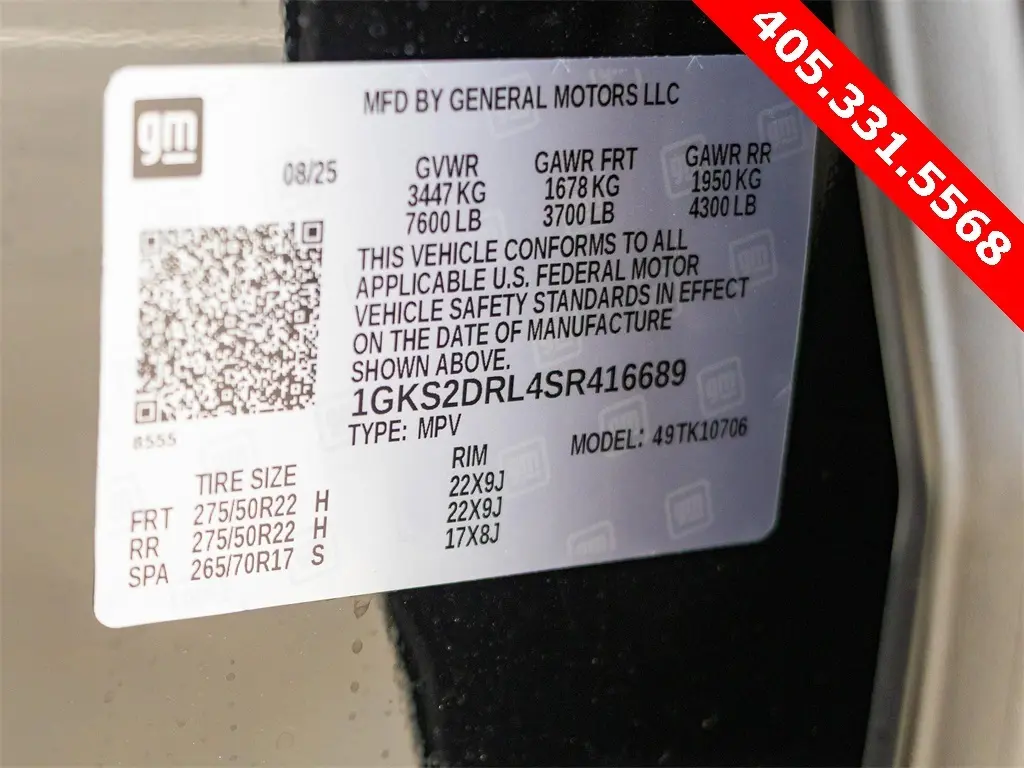 405.331.5568
gm
MFD BY GENERAL MOTORS LLC
08/25 GVWR GAWR FRT GAWR RR
3447 KG 1678 KG 1950 KG
7600 LB 3700 LB 4300 LB
THIS VEHICLE CONFORMS TO ALL
APPLICABLE U.S. FEDERAL MOTOR
VEHICLE SAFETY STANDARDS IN EFFECT
ON THE DATE OF MANUFACTURE
SHOWN ABOVE.
1GKS2DRL4SR416689
8555
TYPE: MPV MODEL: 49TK10706
TIRE SIZE RIM
FRT 275/50R22 H 22X9J
RR 275/50R22 H 22X9J
SPA 265/70R17 S 17X8J